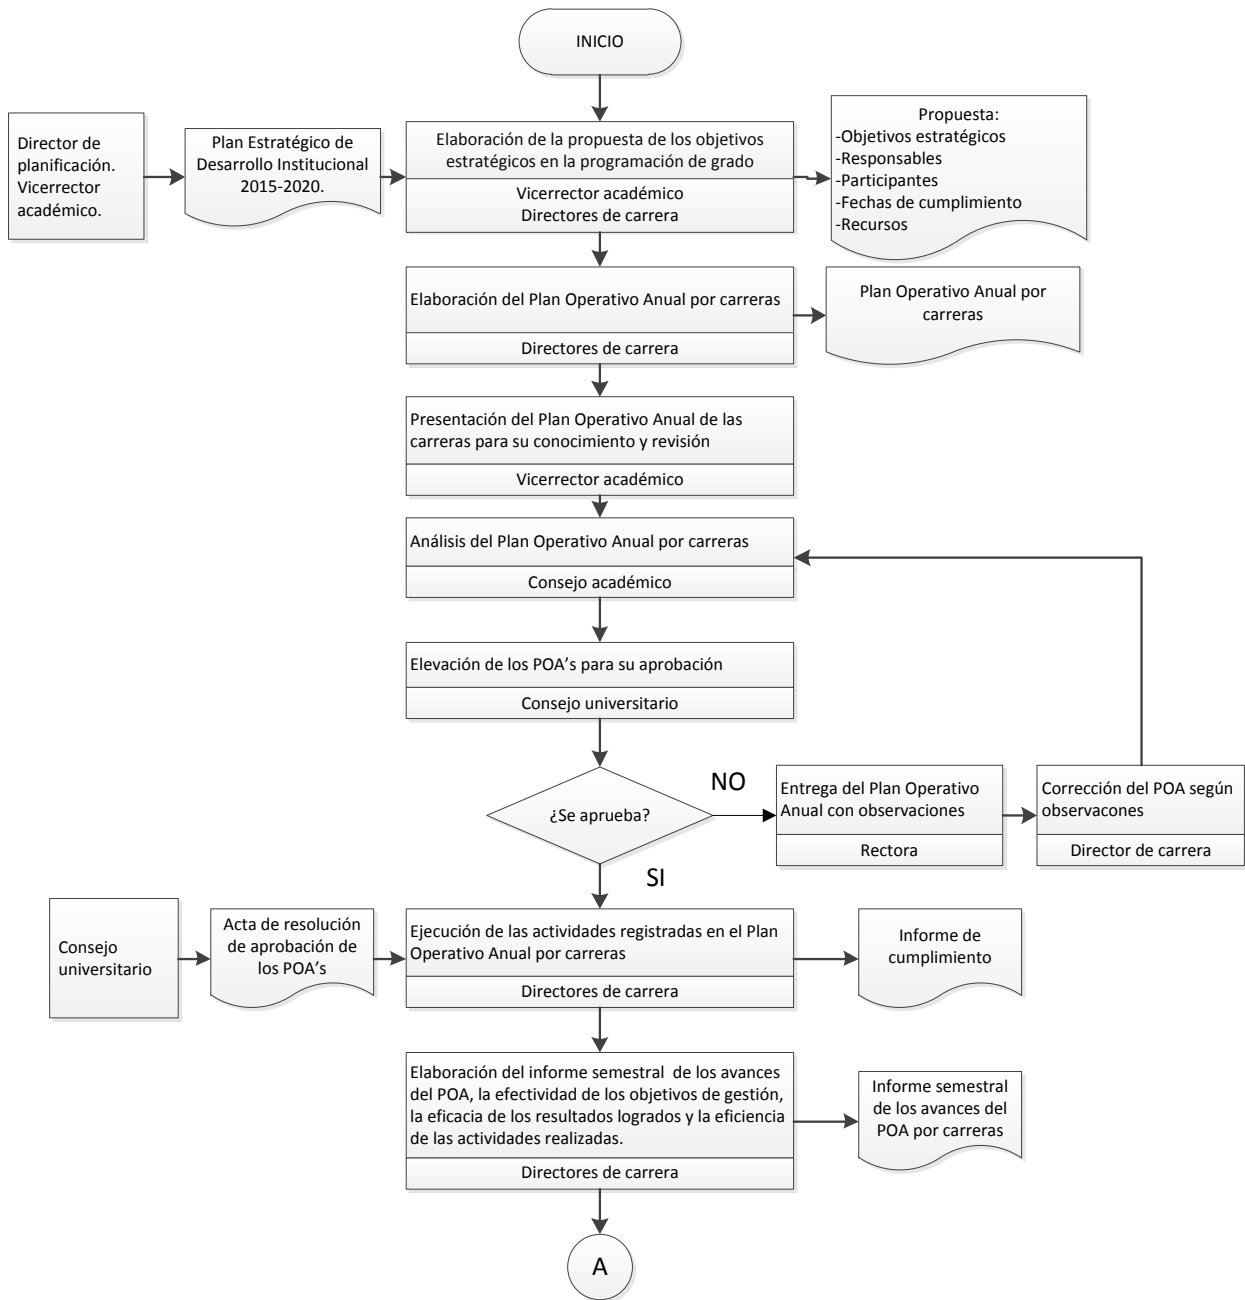 INICIO
Director de
planificación.
Vicerrector
académico.
Plan Estratégico de
Desarrollo Institucional
2015-2020.
Elaboración de la propuesta de los objetivos
estratégicos en la programación de grado
Vicerrector académico
Directores de carrera
Propuesta:
-Objetivos estratégicos
-Responsables
-Participantes
-Fechas de cumplimiento
-Recursos
Elaboración del Plan Operativo Anual por carreras
Directores de carrera
Plan Operativo Anual por
carreras
Presentación del Plan Operativo Anual de las
carreras para su conocimiento y revisión
Vicerrector académico
Análisis del Plan Operativo Anual por carreras
Consejo académico
Elevación de los POA’s para su aprobación
Consejo universitario
¿Se aprueba?
NO
Entrega del Plan Operativo
Anual con observaciones
Rectora
Corrección del POA según
observacones
Director de carrera
SI
Consejo
universitario
Acta de resolución
de aprobación de
los POA’s
Ejecución de las actividades registradas en el Plan
Operativo Anual por carreras
Directores de carrera
Informe de
cumplimiento
Elaboración del informe semestral  de los avances
del POA, la efectividad de los objetivos de gestión,
la eficacia de los resultados logrados y la eficiencia
de las actividades realizadas.
Directores de carrera
Informe semestral
de los avances del
POA por carreras
A